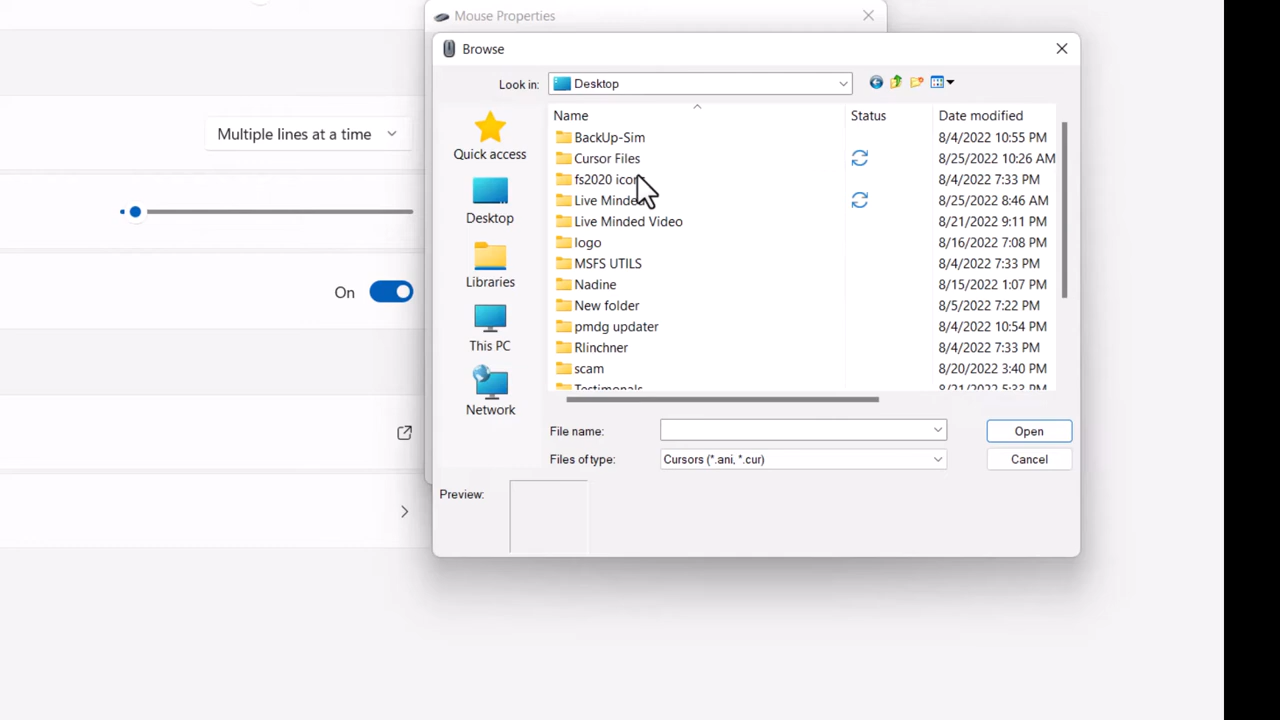 Mouse Properties
Browse
Look in: Desktop
Name Status Date modified
BackUp-Sim 8/4/2022 10:55 PM
Cursor Files 8/25/2022 10:26 AM
fs2020 icon 8/4/2022 7:33 PM
Live Minded 8/25/2022 8:46 AM
Live Minded Video 8/21/2022 9:11 PM
logo 8/16/2022 7:08 PM
MSFS UTILS 8/4/2022 7:33 PM
Nadine 8/15/2022 1:07 PM
New folder 8/5/2022 7:22 PM
pmdg updater 8/4/2022 10:54 PM
Rlinchner 8/4/2022 7:33 PM
scam 8/20/2022 3:40 PM
Testimonals 8/21/2022 5:33 PM
Quick access
Desktop
Libraries
This PC
Network
File name: Open
Files of type: Cursors (*.ani, *.cur) Cancel
Preview:
Multiple lines at a time
On